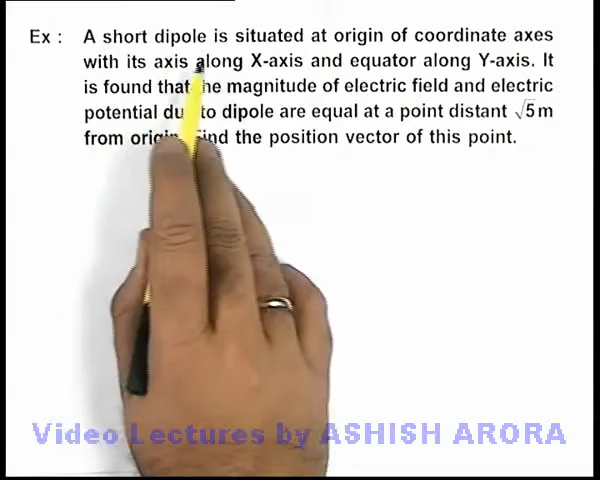 Ex : A short dipole is situated at origin of coordinate axes
with its axis along X-axis and equator along Y-axis. It
is found that the magnitude of electric field and electric
potential du to dipole are equal at a point distant √5 m
from origin ind the position vector of this point.
Video Lectures by ASHISH ARORA